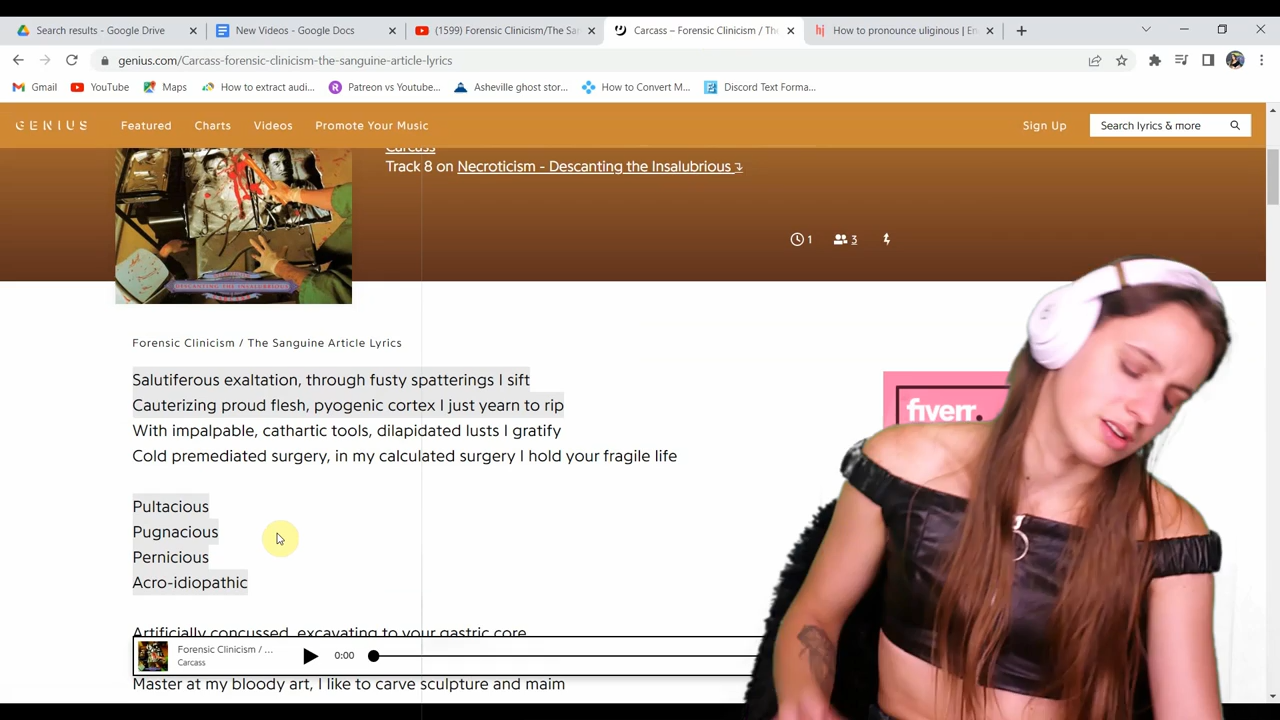 Search results - Google Drive
New Videos - Google Docs
(1599) Forensic Clinicism/The Sa
Carcass – Forensic Clinicism / Th
How to pronounce uliginous | En
genius.com/Carcass-forensic-clinicism-the-sanguine-article-lyrics
Gmail
YouTube
Maps
How to extract audi...
Patreon vs Youtube...
Asheville ghost stor...
How to Convert M...
Discord Text Forma...
GENIUS
Featured
Charts
Videos
Promote Your Music
Sign Up
Search lyrics & more
Carcass
Track 8 on Necroticism - Descanting the Insalubrious
1
3
DESCANTING THE INSALUBRIOUS
Forensic Clinicism / The Sanguine Article Lyrics
Salutiferous exaltation, through fusty spatterings I sift
Cauterizing proud flesh, pyogenic cortex I just yearn to rip
With impalpable, cathartic tools, dilapidated lusts I gratify
Cold premediated surgery, in my calculated surgery I hold your fragile life
fiverr.
Pultacious
Pugnacious
Pernicious
Acro-idiopathic
Artificially concussed, excavating to your gastric core
Forensic Clinicism / ...
Carcass
0:00
Master at my bloody art, I like to carve sculpture and maim